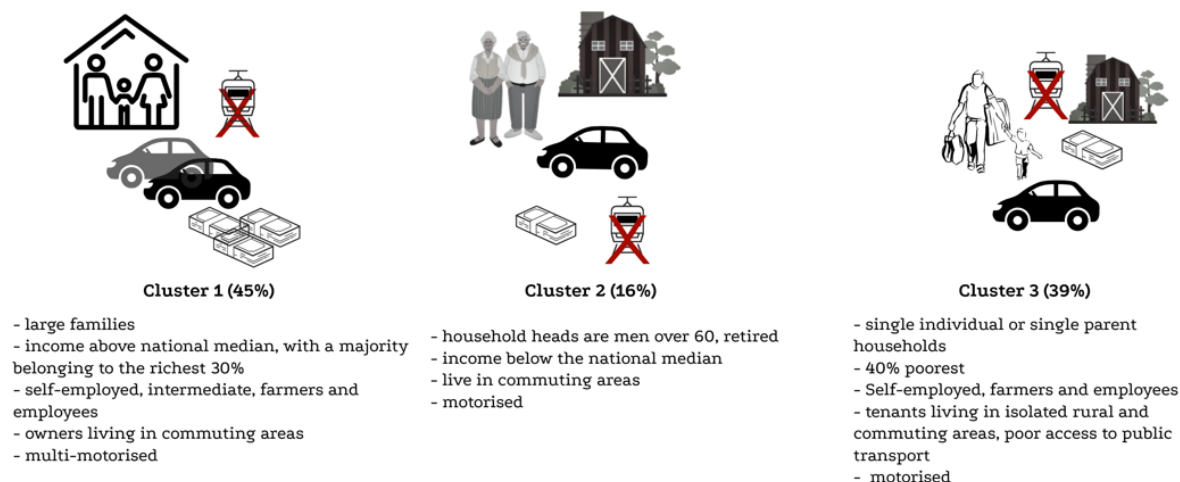 Cluster 1 (45%)
- large families
- income above national median, with a majority
belonging to the richest 30%
- self-employed, intermediate, farmers and
employees
- owners living in commuting areas
- multi-motorised
Cluster 2 (16%)
- household heads are men over 60, retired
- income below the national median
- live in commuting areas
- motorised
Cluster 3 (39%)
- single individual or single parent
households
- 40% poorest
- Self-employed, farmers and employees
- tenants living in isolated rural and
commuting areas, poor access to public
transport
- motorised